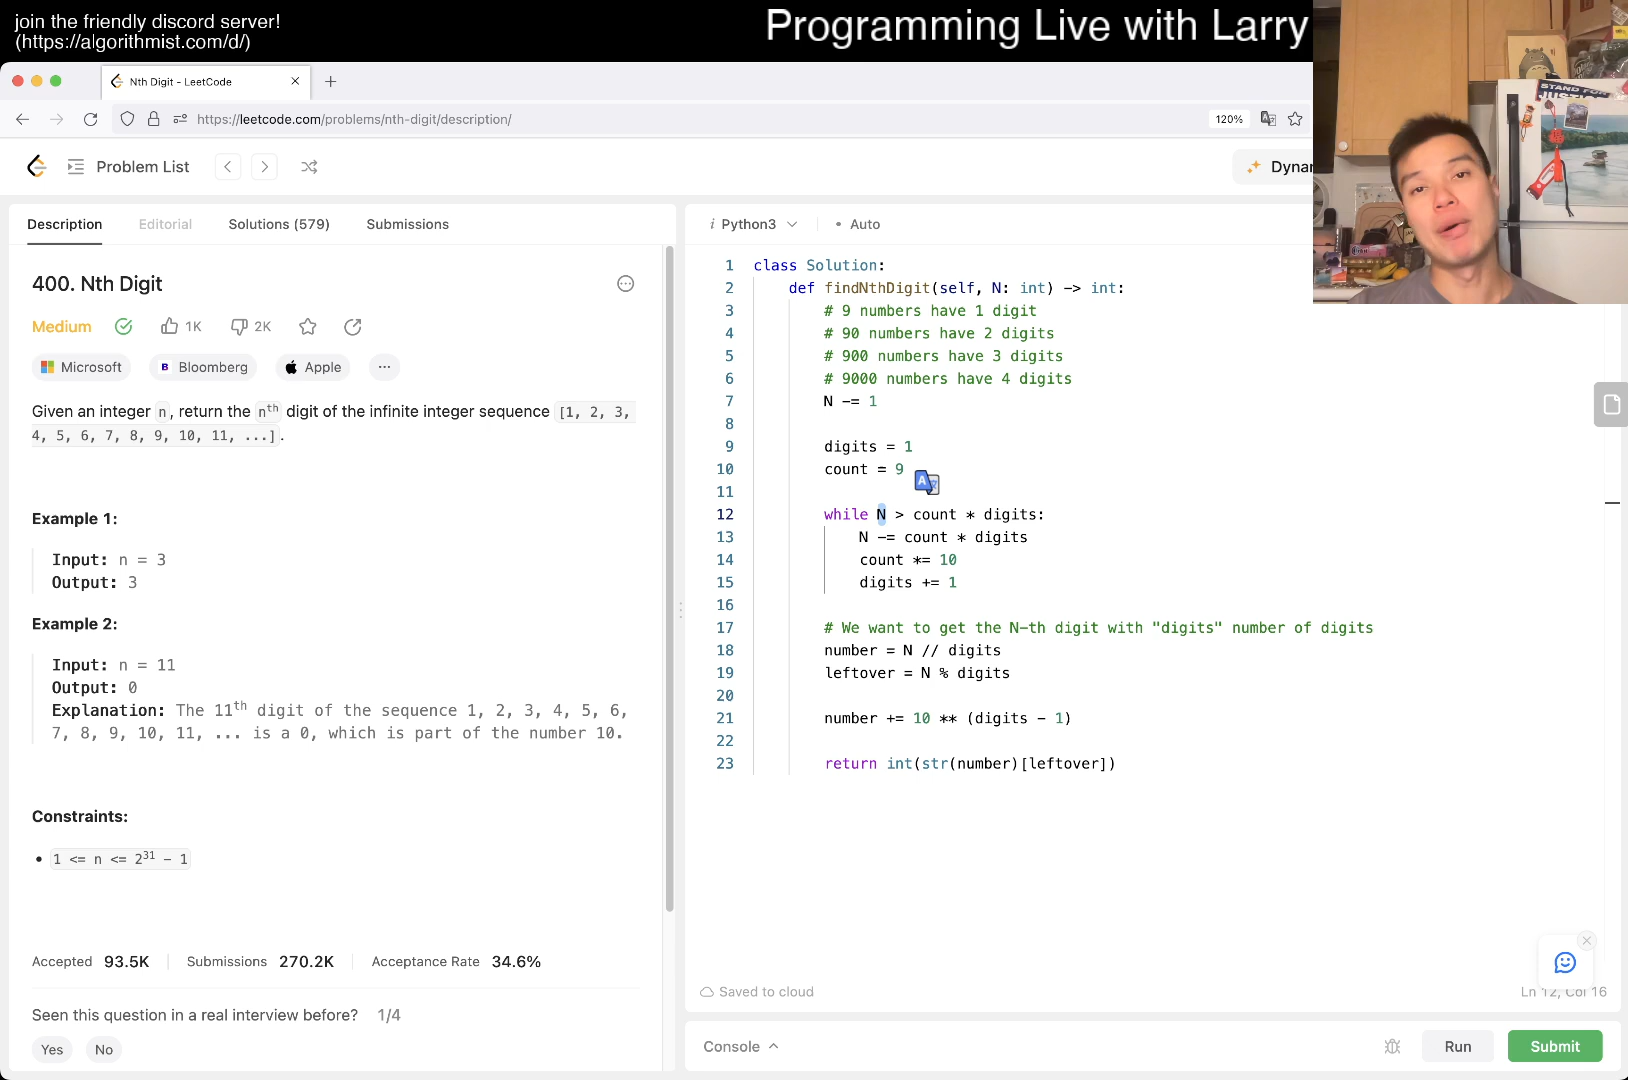 join the friendly discord server!
(https://algorithmist.com/d/)
Programming Live with Larry
Nth Digit - LeetCode
https://leetcode.com/problems/nth-digit/description/
120%
Problem List
Dynam
STAND FOR
JUSTICE
Description
Editorial
Solutions (579)
Submissions
400. Nth Digit
Medium
1K
2K
Microsoft
Bloomberg
Apple
Given an integer n, return the nth digit of the infinite integer sequence [1, 2, 3,
4, 5, 6, 7, 8, 9, 10, 11, ...].
Example 1:
Input: n = 3
Output: 3
Example 2:
Input: n = 11
Output: 0
Explanation: The 11th digit of the sequence 1, 2, 3, 4, 5, 6,
7, 8, 9, 10, 11, ... is a 0, which is part of the number 10.
Constraints:
1 <= n <= 2^31 - 1
Accepted 93.5K
Submissions 270.2K
Acceptance Rate 34.6%
Seen this question in a real interview before? 1/4
Yes
No
i Python3
• Auto
1 class Solution:
2 def findNthDigit(self, N: int) -> int:
3 # 9 numbers have 1 digit
4 # 90 numbers have 2 digits
5 # 900 numbers have 3 digits
6 # 9000 numbers have 4 digits
7 N -= 1
8
9 digits = 1
10 count = 9
11
12 while N > count * digits:
13 N -= count * digits
14 count *= 10
15 digits += 1
16
17 # We want to get the N-th digit with "digits" number of digits
18 number = N // digits
19 leftover = N % digits
20
21 number += 10 ** (digits - 1)
22
23 return int(str(number)[leftover])
Saved to cloud
Ln 12, Col 16
Console
Run
Submit